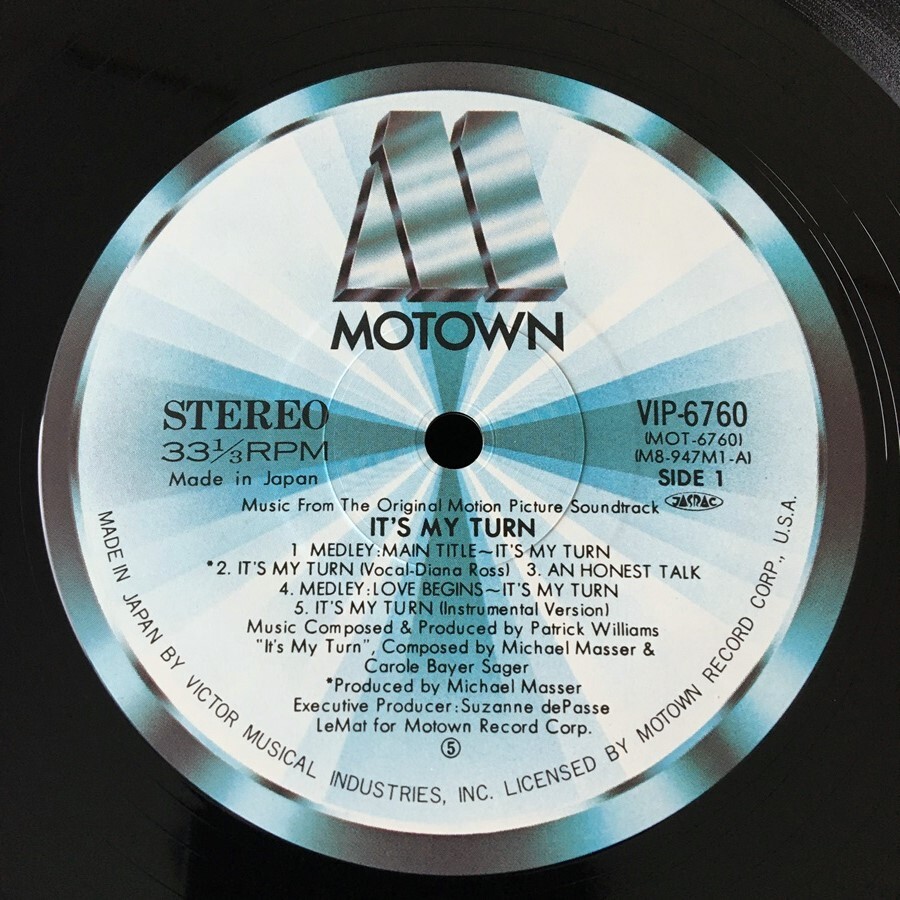 MOTOWN
STEREO
33⅓RPM
Made in Japan
VIP-6760
(MOT-6760)
(M8-947M1-A)
SIDE 1
JASRAC
Music From The Original Motion Picture Soundtrack
IT'S MY TURN
1 MEDLEY:MAIN TITLE~IT'S MY TURN
*2. IT'S MY TURN (Vocal-Diana Ross) 3. AN HONEST TALK
4. MEDLEY:LOVE BEGINS~IT'S MY TURN
5. IT'S MY TURN (Instrumental Version)
Music Composed & Produced by Patrick Williams
"It's My Turn", Composed by Michael Masser &
Carole Bayer Sager
*Produced by Michael Masser
Executive Producer:Suzanne dePasse
LeMat for Motown Record Corp.
⑤
MADE IN JAPAN BY VICTOR MUSICAL INDUSTRIES, INC. LICENSED BY MOTOWN RECORD CORP., U.S.A.